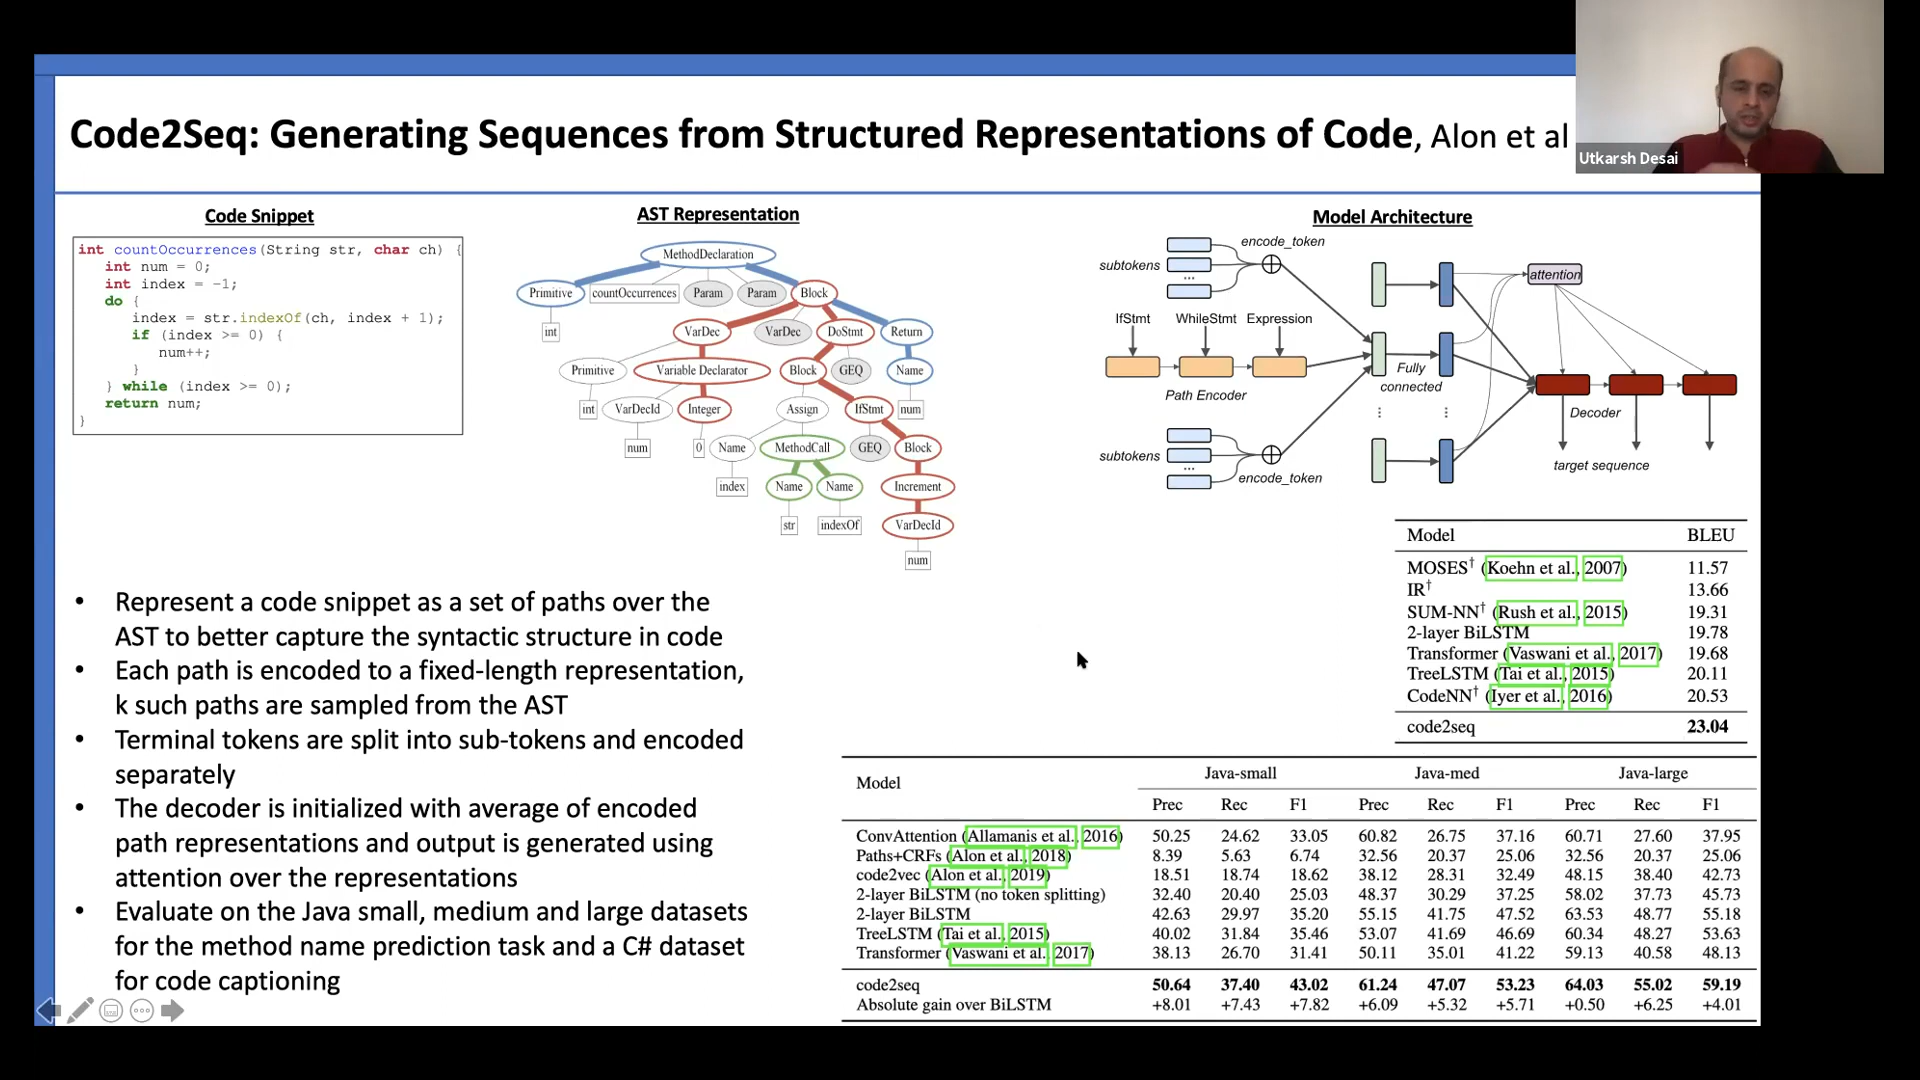 Code2Seq: Generating Sequences from Structured Representations of Code, Alon et al
Utkarsh Desai
Code Snippet
int countOccurrences(String str, char ch) {
int num = 0;
int index = -1;
do {
index = str.indexOf(ch, index + 1);
if (index >= 0) {
num++;
}
} while (index >= 0);
return num;
}
AST Representation
MethodDeclaration
Primitive countOccurrences Param Param Block
int VarDec VarDec DoStmt Return
Primitive Variable Declarator Block GEQ Name
int VarDecId Integer Assign IfStmt num
num 0 Name MethodCall GEQ Block
index Name Name Increment
str indexOf VarDecId
num
Model Architecture
encode_token
subtokens
...
attention
IfStmt WhileStmt Expression
Fully
connected
Path Encoder
Decoder
subtokens
...
encode_token
target sequence
• Represent a code snippet as a set of paths over the
AST to better capture the syntactic structure in code
• Each path is encoded to a fixed-length representation,
k such paths are sampled from the AST
• Terminal tokens are split into sub-tokens and encoded
separately
• The decoder is initialized with average of encoded
path representations and output is generated using
attention over the representations
• Evaluate on the Java small, medium and large datasets
for the method name prediction task and a C# dataset
for code captioning
Model BLEU
MOSES† (Koehn et al., 2007) 11.57
IR† 13.66
SUM-NN† (Rush et al., 2015) 19.31
2-layer BiLSTM 19.78
Transformer (Vaswani et al., 2017) 19.68
TreeLSTM (Tai et al., 2015) 20.11
CodeNN† (Iyer et al., 2016) 20.53
code2seq 23.04
Model Java-small Java-med Java-large
Prec Rec F1 Prec Rec F1 Prec Rec F1
ConvAttention (Allamanis et al., 2016) 50.25 24.62 33.05 60.82 26.75 37.16 60.71 27.60 37.95
Paths+CRFs (Alon et al., 2018) 8.39 5.63 6.74 32.56 20.37 25.06 32.56 20.37 25.06
code2vec (Alon et al., 2019) 18.51 18.74 18.62 38.12 28.31 32.49 48.15 38.40 42.73
2-layer BiLSTM (no token splitting) 32.40 20.40 25.03 48.37 30.29 37.25 58.02 37.73 45.73
2-layer BiLSTM 42.63 29.97 35.20 55.15 41.75 47.52 63.53 48.77 55.18
TreeLSTM (Tai et al., 2015) 40.02 31.84 35.46 53.07 41.69 46.69 60.34 48.27 53.63
Transformer (Vaswani et al., 2017) 38.13 26.70 31.41 50.11 35.01 41.22 59.13 40.58 48.13
code2seq 50.64 37.40 43.02 61.24 47.07 53.23 64.03 55.02 59.19
Absolute gain over BiLSTM +8.01 +7.43 +7.82 +6.09 +5.32 +5.71 +0.50 +6.25 +4.01